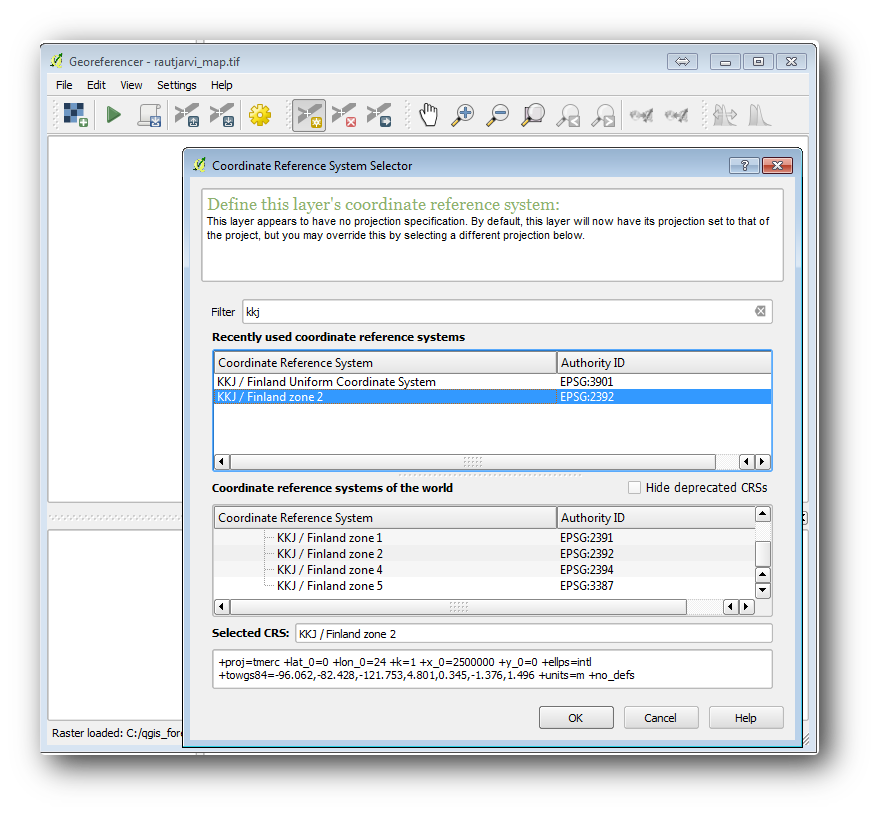 Georeferencer - rautjarvi_map.tif
File Edit View Settings Help
Coordinate Reference System Selector
?
Define this layer's coordinate reference system:
This layer appears to have no projection specification. By default, this layer will now have its projection set to that of
the project, but you may override this by selecting a different projection below.
Filter kkj
Recently used coordinate reference systems
Coordinate Reference System Authority ID
KKJ / Finland Uniform Coordinate System EPSG:3901
KKJ / Finland zone 2 EPSG:2392
Coordinate reference systems of the world Hide deprecated CRSs
Coordinate Reference System Authority ID
KKJ / Finland zone 1 EPSG:2391
KKJ / Finland zone 2 EPSG:2392
KKJ / Finland zone 4 EPSG:2394
KKJ / Finland zone 5 EPSG:3387
Selected CRS: KKJ / Finland zone 2
+proj=tmerc +lat_0=0 +lon_0=24 +k=1 +x_0=2500000 +y_0=0 +ellps=intl
+towgs84=-96.062,-82.428,-121.753,4.801,0.345,-1.376,1.496 +units=m +no_defs
OK Cancel Help
Raster loaded: C:/qgis_for